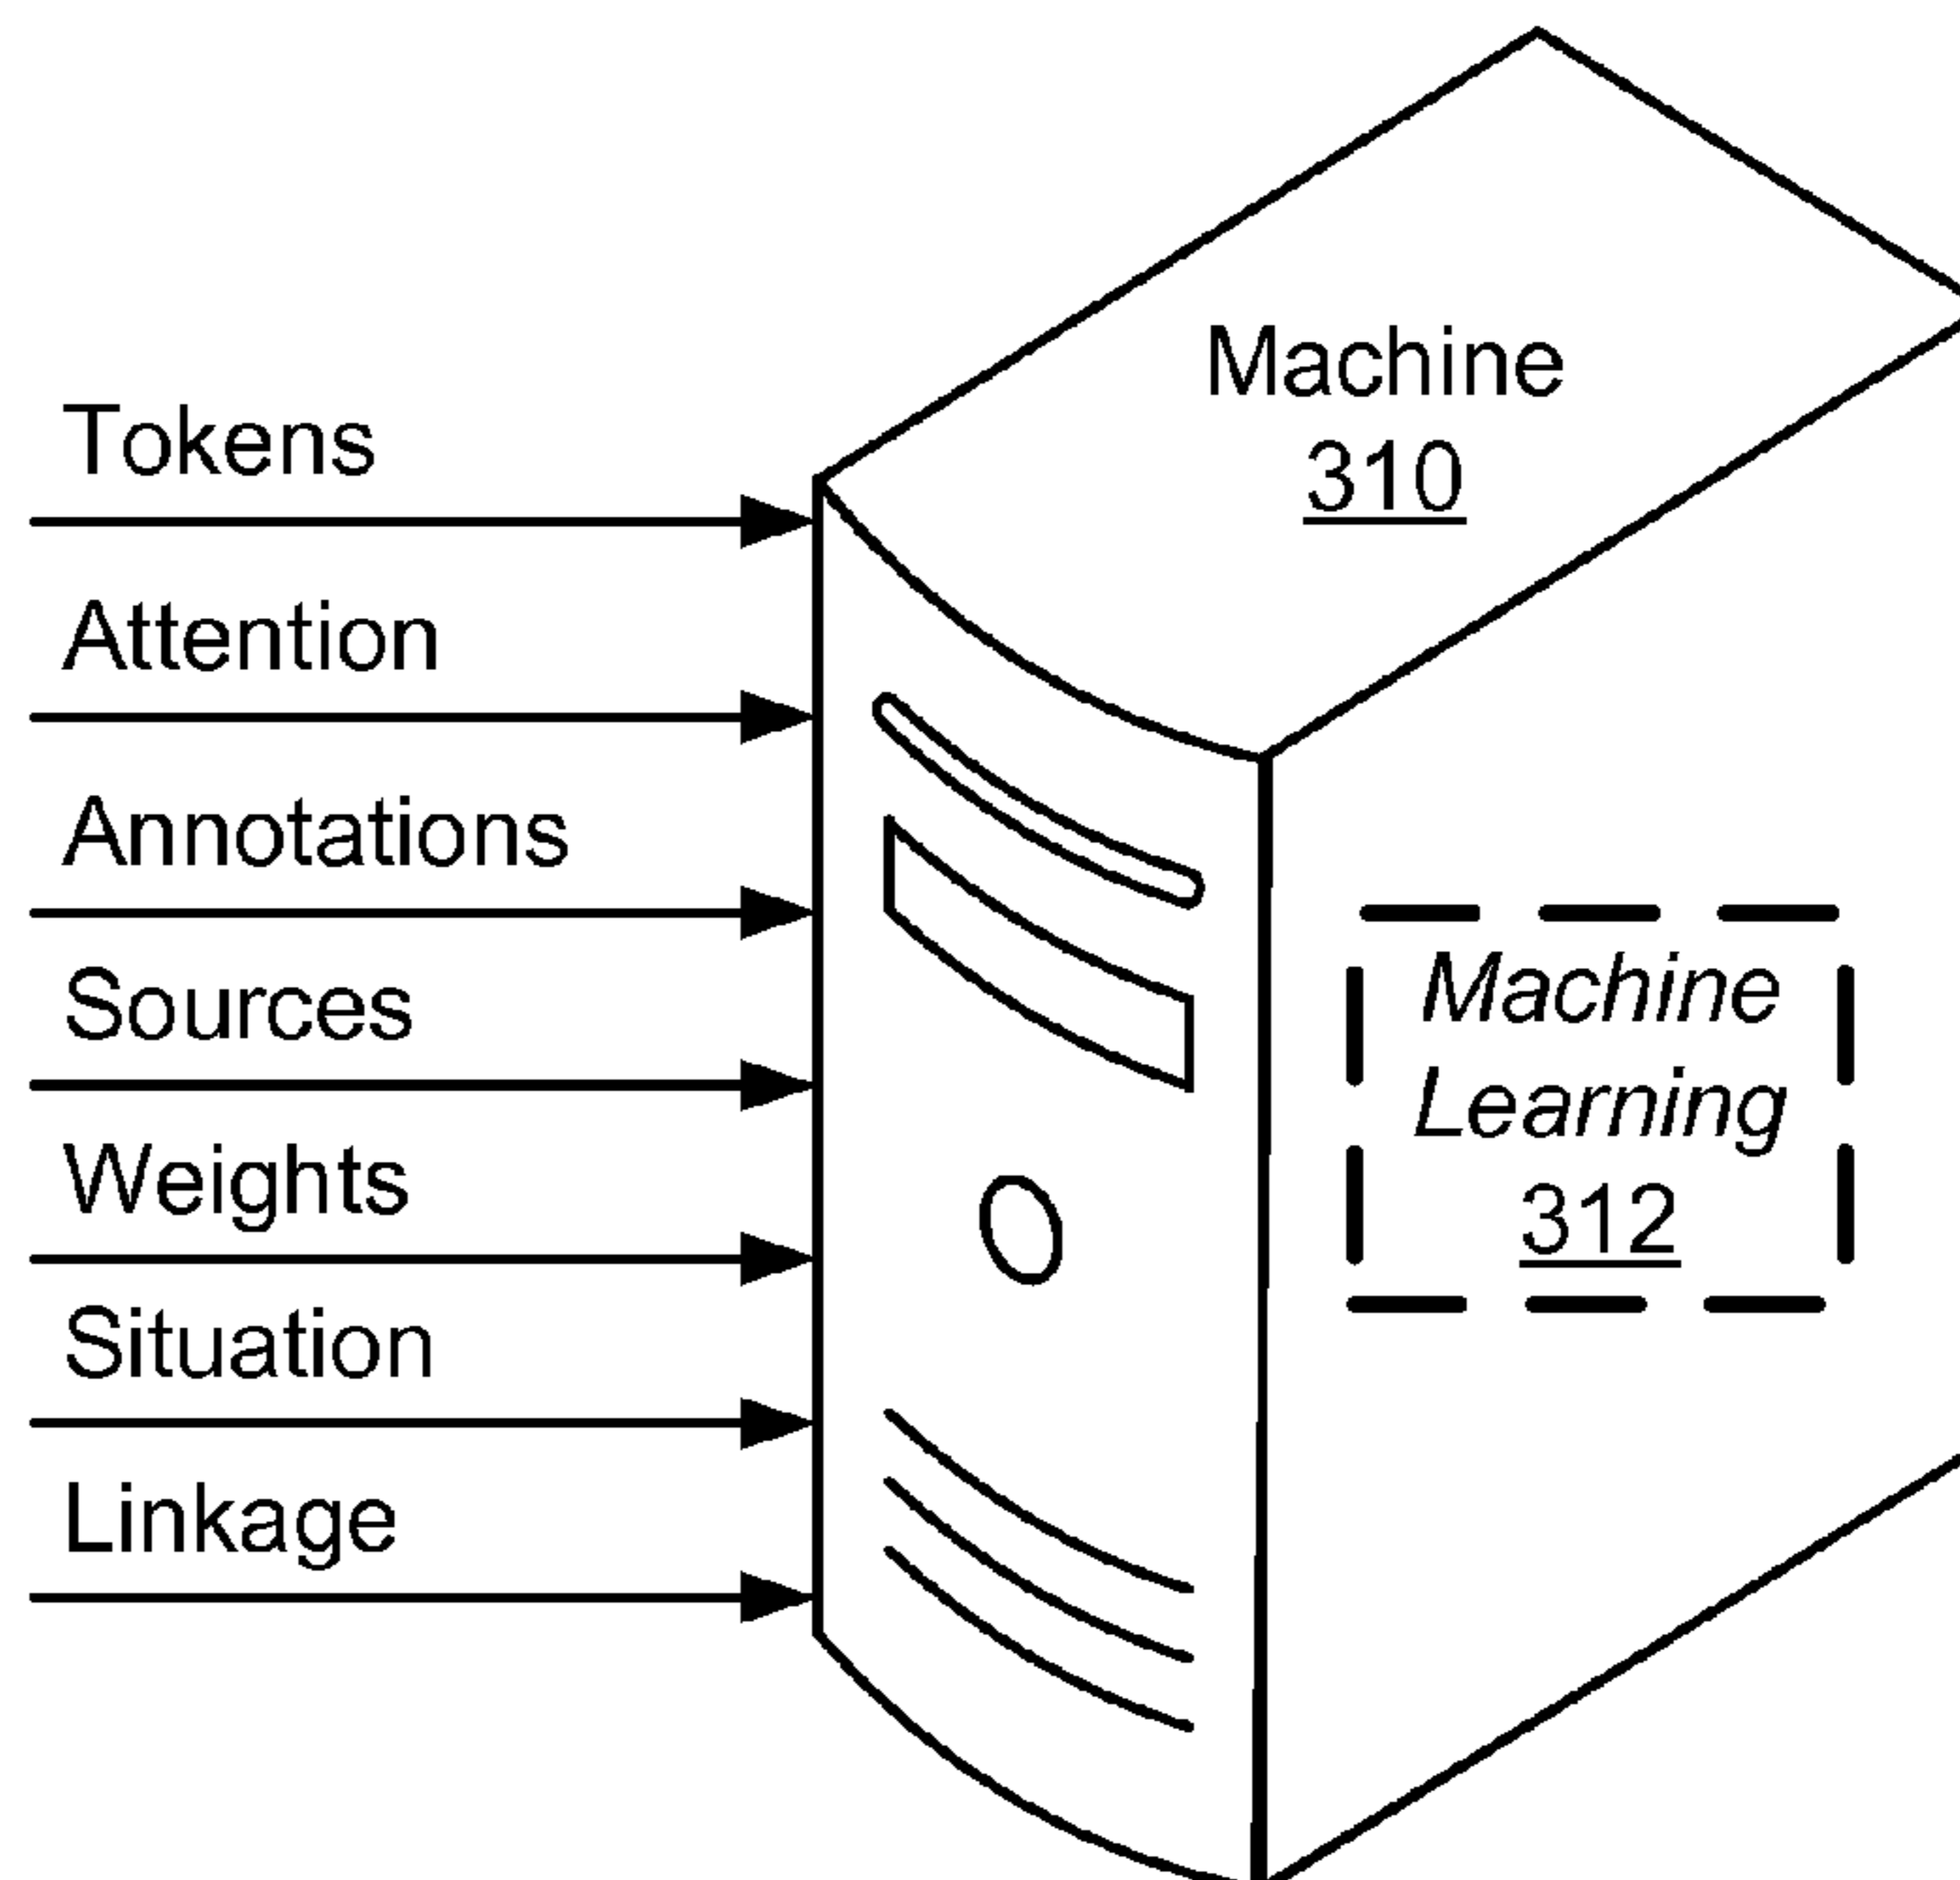 Tokens
Attention
Annotations
Sources
Weights
Situation
Linkage
Machine
310
Machine
Learning
312